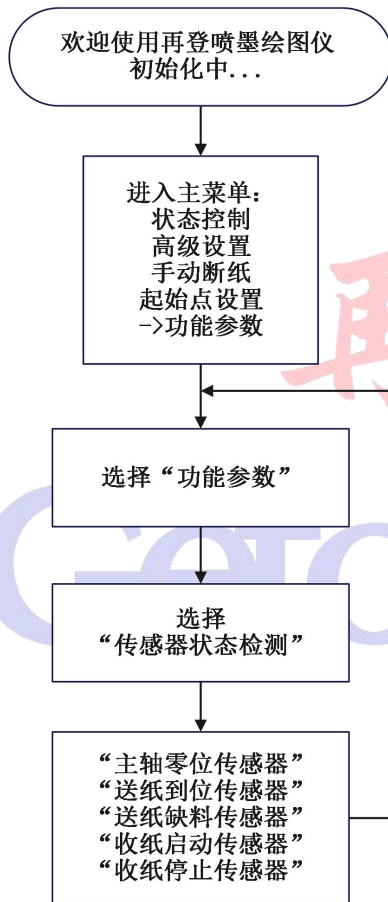 欢迎使用再登喷墨绘图仪
初始化中...
进入主菜单：
状态控制
高级设置
手动断纸
起始点设置
->功能参数
选择“功能参数”
选择
“传感器状态检测”
“主轴零位传感器”
“送纸到位传感器”
“送纸缺料传感器”
“收纸启动传感器”
“收纸停止传感器”